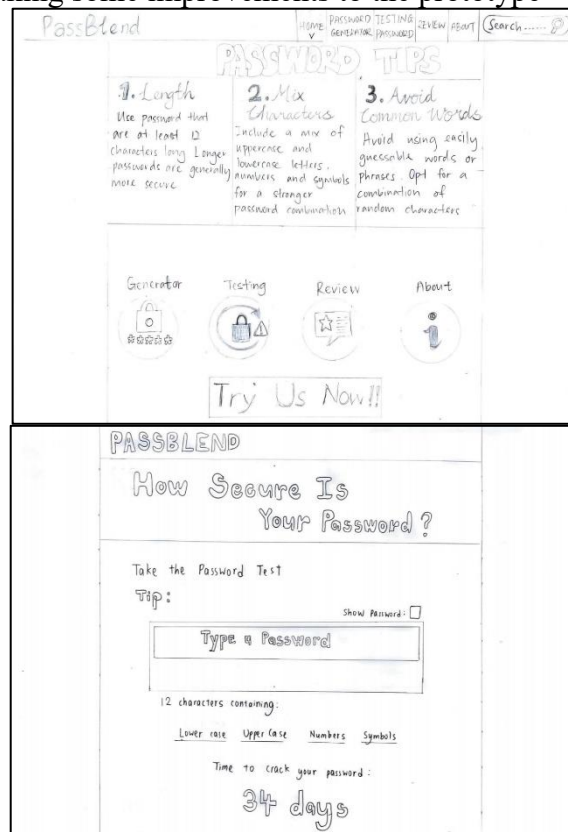 some improvements to the prototype
PassBlend
HOME
PASSWORD GENERATOR
TESTING PASSWORD
REVIEW
ABOUT
Search......
PASSWORD TIPS
1. Length
Use password that
are at least 12
characters long Longer
passwords are generally
more secure
2. Mix
Characters
Include a mix of
uppercase and
lowercase letters,
numbers and symbols
for a stronger
password combination
3. Avoid
Common Words
Avoid using easily
guessable words or
phrases. Opt for a
combination of
random characters
Generator Testing Review About
Try Us Now!!
PASSBLEND
How Secure Is
Your Password?
Take the Password Test
Tip:
Show Password:
Type a Password
12 characters containing:
Lower case Upper Case Numbers Symbols
Time to crack your password:
34 days